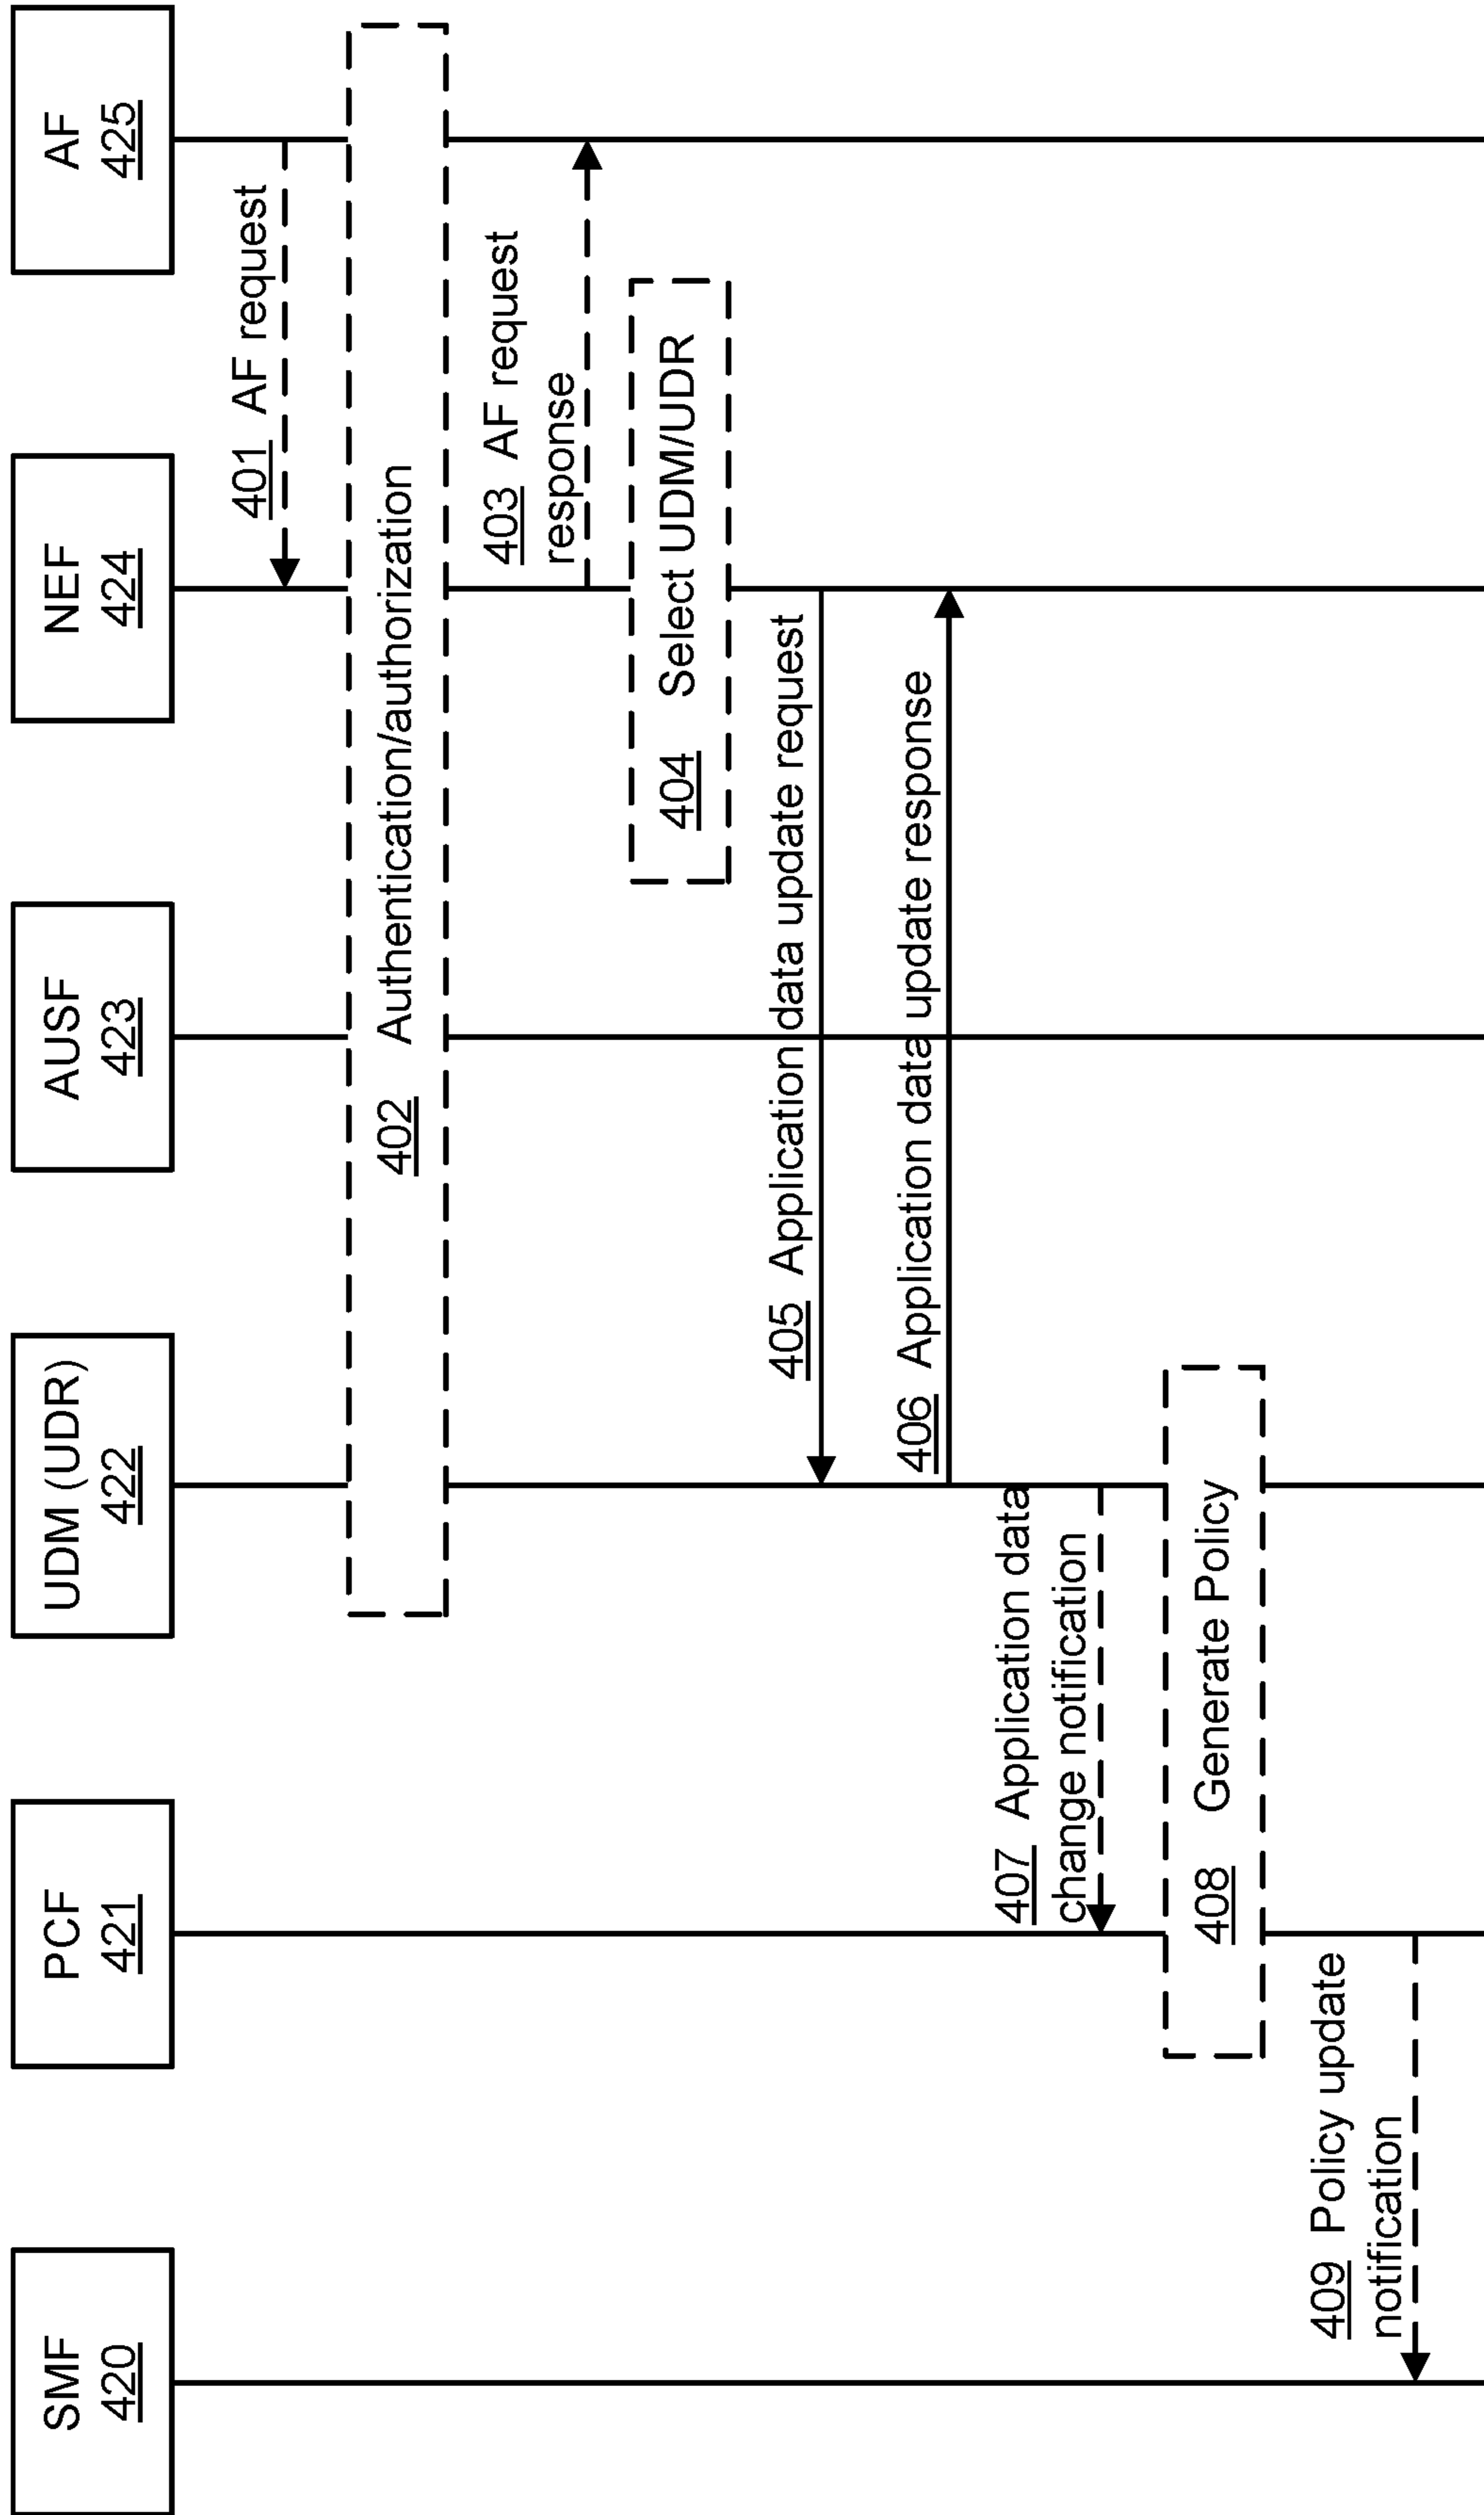 SMF
420
PCF
421
UDM (UDR)
422
AUSF
423
NEF
424
AF
425
401 AF request
402 Authentication/authorization
403 AF request
response
404 Select UDM/UDR
405 Application data update request
406 Application data update response
407 Application data
change notification
408 Generate Policy
409 Policy update
notification